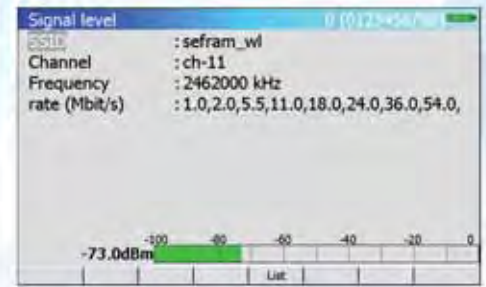 Signal level
SSID : sefram_wl
Channel : ch-11
Frequency : 2462000 kHz
rate (Mbit/s) : 1.0,2.0,5.5,11.0,18.0,24.0,36.0,54.0,
-100 -80 -60 -40 -20 0
-73.0dBm
List